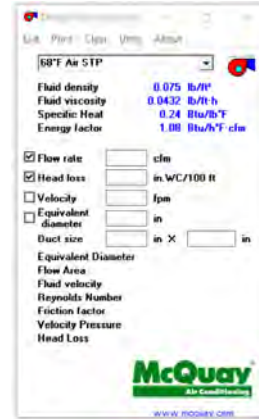 Exit Print Clear Units About
68°F Air STP
Fluid density 0.075 lb/ft³
Fluid viscosity 0.0432 lb/ft·h
Specific Heat 0.24 Btu/lb°F
Energy factor 1.08 Btu/h°F·cfm
Flow rate cfm
Head loss in.WC/100 ft
Velocity fpm
Equivalent
diameter in
Duct size in X in
Equivalent Diameter
Flow Area
Fluid velocity
Reynolds Number
Friction factor
Velocity Pressure
Head Loss
McQuay
Air Conditioning
www.mcquay.com